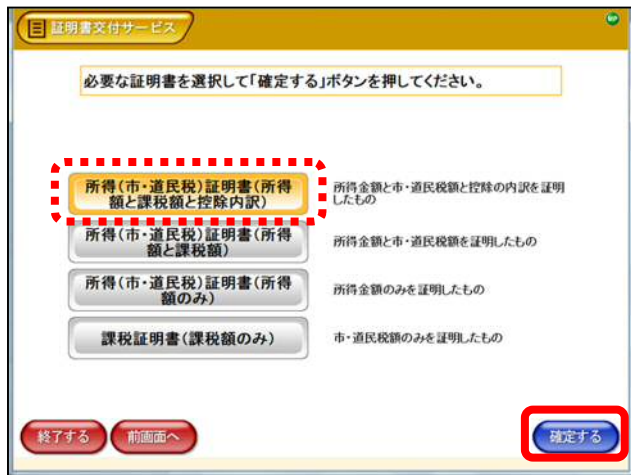 証明書交付サービス
必要な証明書を選択して「確定する」ボタンを押してください。
所得(市・道民税)証明書(所得
額と課税額と控除内訳)
所得金額と市・道民税額と控除の内訳を証明
したもの
所得(市・道民税)証明書(所得
額と課税額)
所得金額と市・道民税額を証明したもの
所得(市・道民税)証明書(所得
額のみ)
所得金額のみを証明したもの
課税証明書(課税額のみ)
市・道民税額のみを証明したもの
終了する
前画面へ
確定する